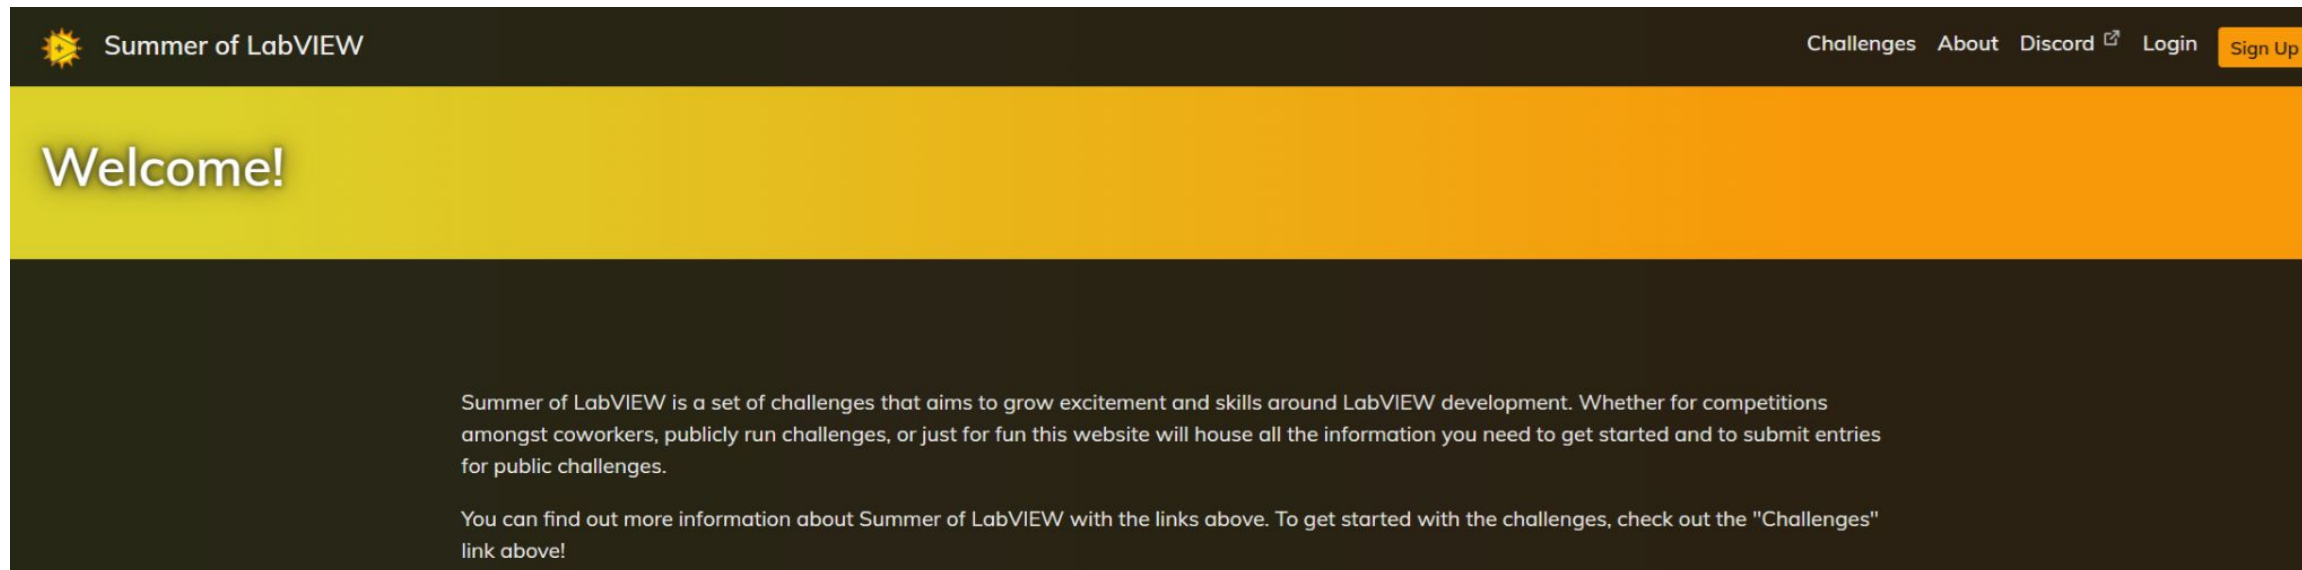 Summer of LabVIEW
Challenges About Discord Login Sign Up
Welcome!
Summer of LabVIEW is a set of challenges that aims to grow excitement and skills around LabVIEW development. Whether for competitions
amongst coworkers, publicly run challenges, or just for fun this website will house all the information you need to get started and to submit entries
for public challenges.
You can find out more information about Summer of LabVIEW with the links above. To get started with the challenges, check out the "Challenges"
link above!